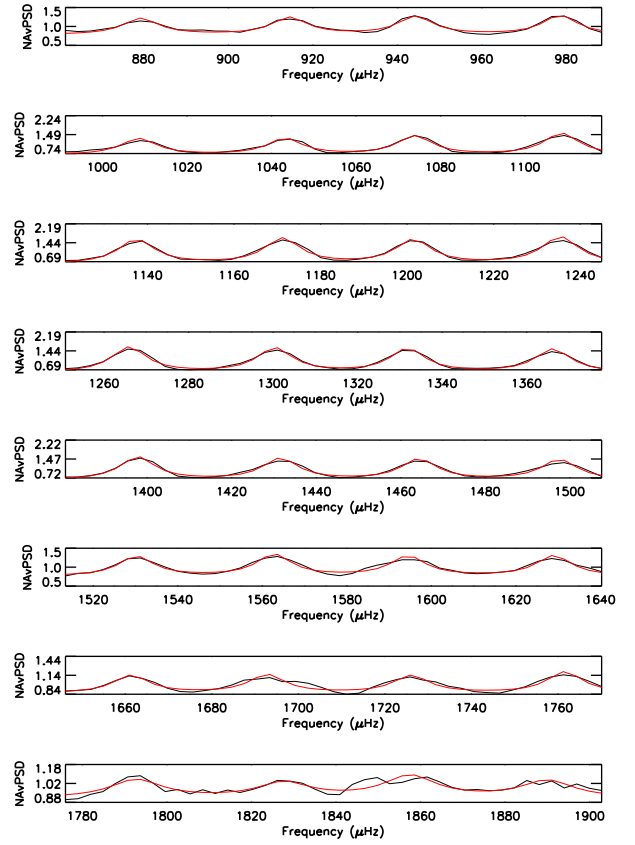 NAvPSD
1.5
1.0
0.5
880 900 920 940 960 980
Frequency (μHz)
NAvPSD
2.24
1.49
0.74
1000 1020 1040 1060 1080 1100
Frequency (μHz)
NAvPSD
2.19
1.44
0.69
1140 1160 1180 1200 1220 1240
Frequency (μHz)
NAvPSD
2.19
1.44
0.69
1260 1280 1300 1320 1340 1360
Frequency (μHz)
NAvPSD
2.22
1.47
0.72
1400 1420 1440 1460 1480 1500
Frequency (μHz)
NAvPSD
1.5
1.0
0.5
1520 1540 1560 1580 1600 1620 1640
Frequency (μHz)
NAvPSD
1.44
1.14
0.84
1660 1680 1700 1720 1740 1760
Frequency (μHz)
NAvPSD
1.18
1.02
0.88
1780 1800 1820 1840 1860 1880 1900
Frequency (μHz)